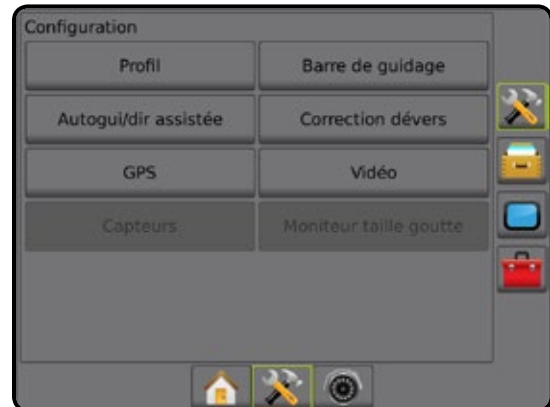 Configuration
Profil
Barre de guidage
Autogui/dir assistée
Correction dévers
GPS
Vidéo
Capteurs
Moniteur taille goutte